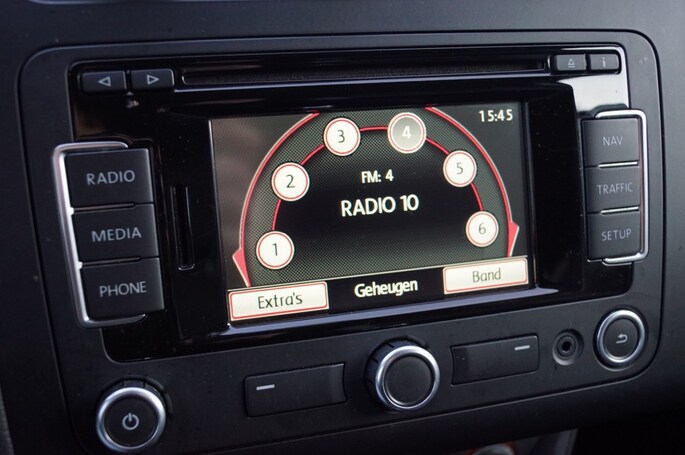 i
RADIO
MEDIA
PHONE
15:45
1
2
3
4
5
6
FM: 4
RADIO 10
Extra's
Geheugen
Band
NAV
TRAFFIC
SETUP